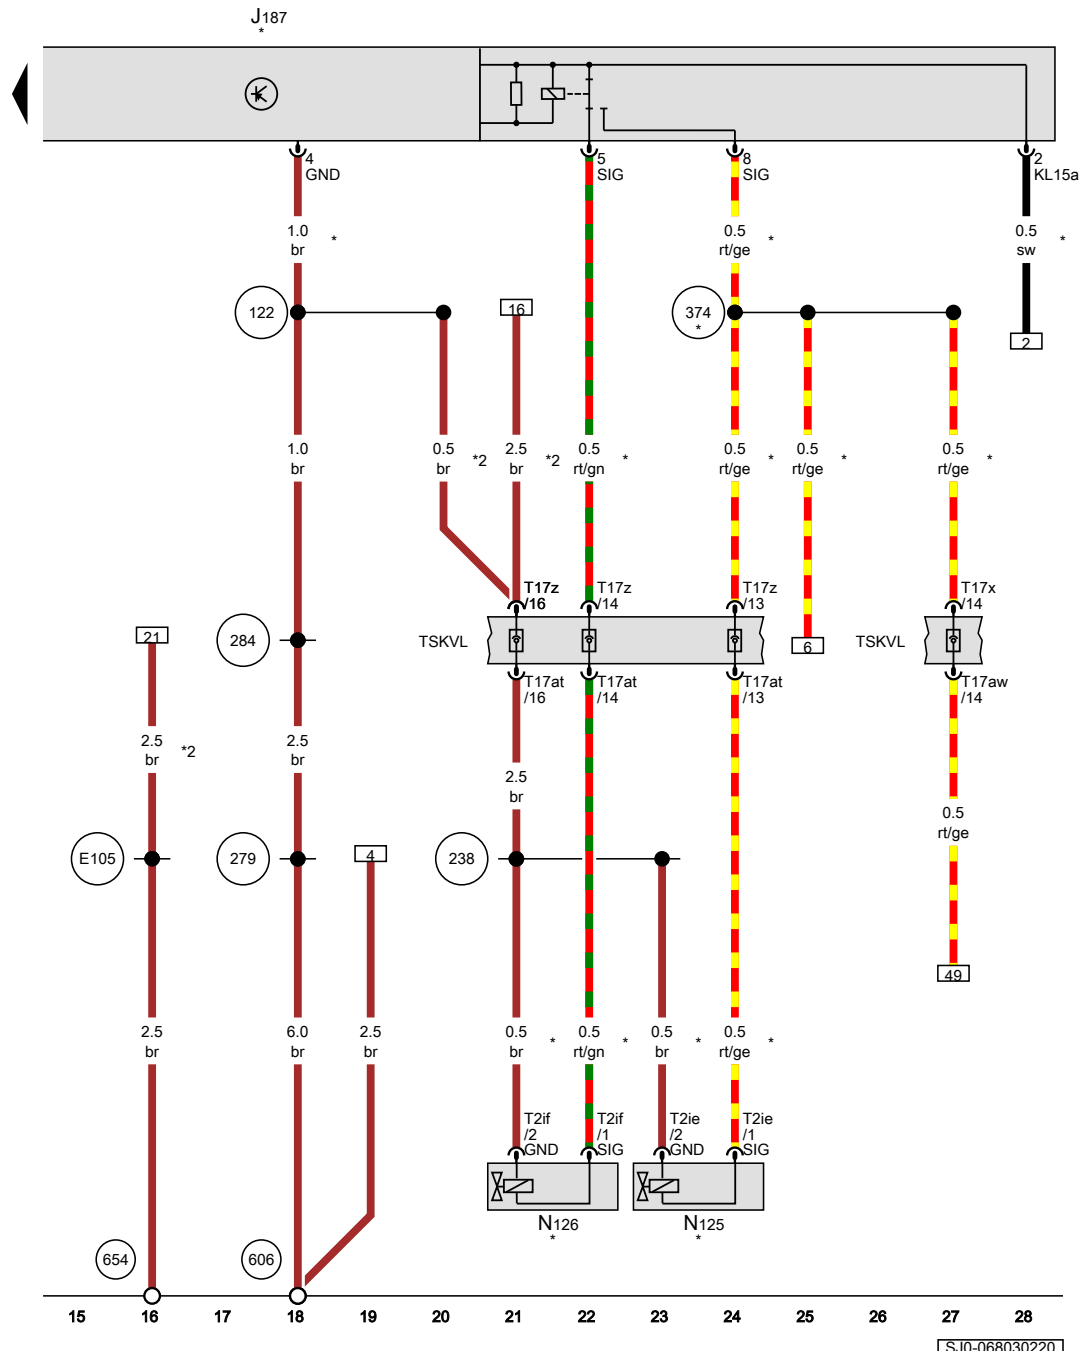 J187
*
4
GND
5
SIG
8
SIG
2
KL15a
1.0
br
*
0.5
rt/ge
*
0.5
sw
*
122
16
374
*
2
1.0
br
0.5
br
*2
2.5
br
*2
0.5
rt/gn
*
0.5
rt/ge
*
0.5
rt/ge
*
0.5
rt/ge
*
T17z
/16
T17z
/14
T17z
/13
T17x
/14
21
284
TSKVL
6
TSKVL
T17at
/16
T17at
/14
T17at
/13
T17aw
/14
2.5
br
*2
2.5
br
2.5
br
0.5
rt/ge
E105
279
4
238
49
2.5
br
6.0
br
2.5
br
0.5
br
*
0.5
rt/gn
*
0.5
br
*
0.5
rt/ge
*
T2if
/2
GND
T2if
/1
SIG
T2ie
/2
GND
T2ie
/1
SIG
N126
*
N125
*
654
606
15 16 17 18 19 20 21 22 23 24 25 26 27 28
SJ0-068030220